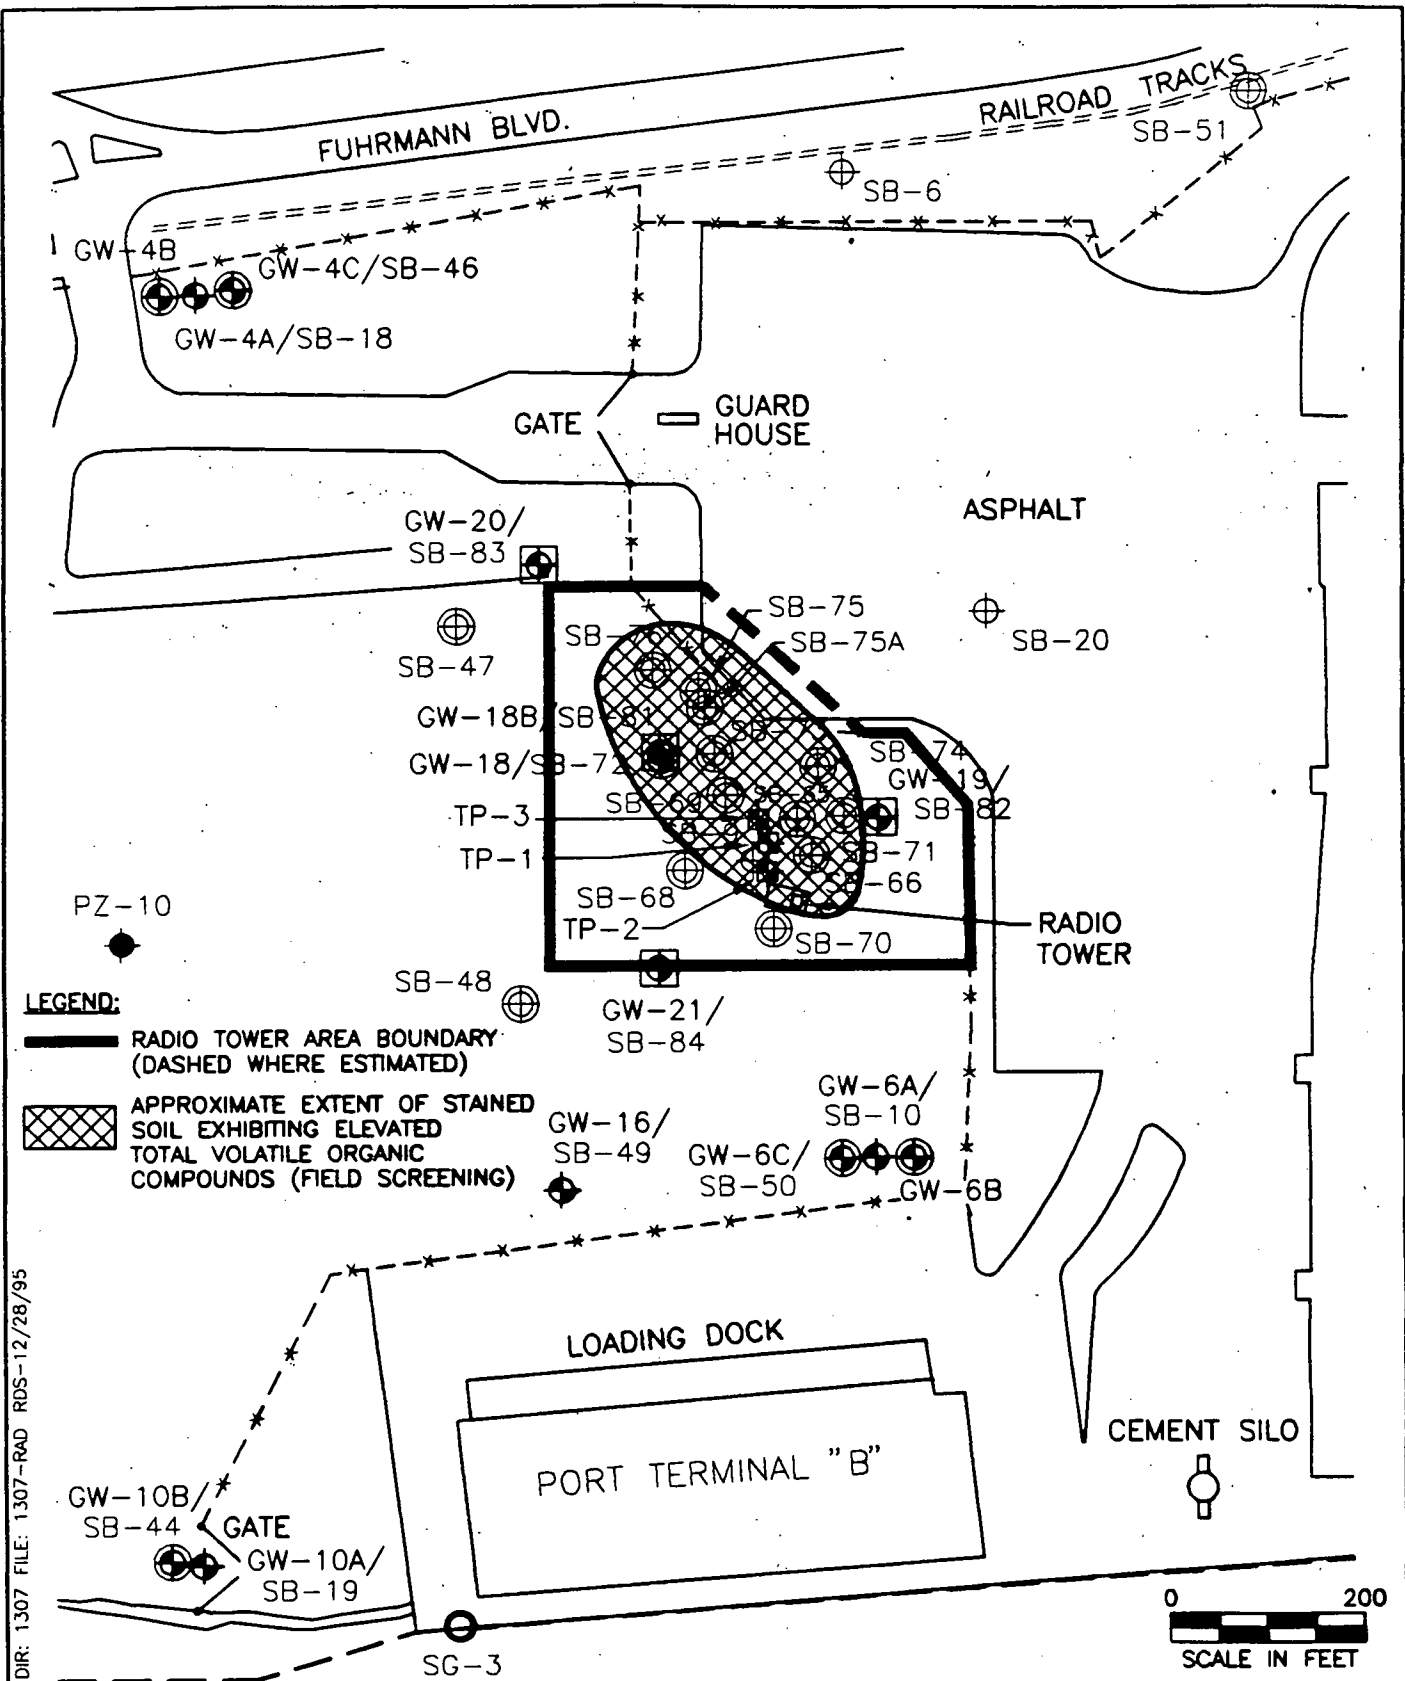 FUHRMANN BLVD.
RAILROAD TRACKS
SB-51
SB-6
GW-4B
GW-4C/SB-46
GW-4A/SB-18
GATE
GUARD
HOUSE
ASPHALT
GW-20/
SB-83
SB-75
SB-75A
SB-20
SB-47
GW-18B/SB-81
SB-74
GW-18/SB-72
GW-19/
SB-82
SB-69
TP-3
TP-1
SB-71
SB-66
SB-68
TP-2
SB-70
RADIO
TOWER
PZ-10
SB-48
GW-21/
SB-84
LEGEND:
RADIO TOWER AREA BOUNDARY
(DASHED WHERE ESTIMATED)
APPROXIMATE EXTENT OF STAINED
SOIL EXHIBITING ELEVATED
TOTAL VOLATILE ORGANIC
COMPOUNDS (FIELD SCREENING)
GW-16/
SB-49
GW-6A/
SB-10
GW-6C/
SB-50
GW-6B
LOADING DOCK
PORT TERMINAL "B"
CEMENT SILO
GW-10B/
SB-44
GATE
GW-10A/
SB-19
SG-3
0 200
SCALE IN FEET
DIR: 1307 FILE: 1307-RAD RDS-12/28/95